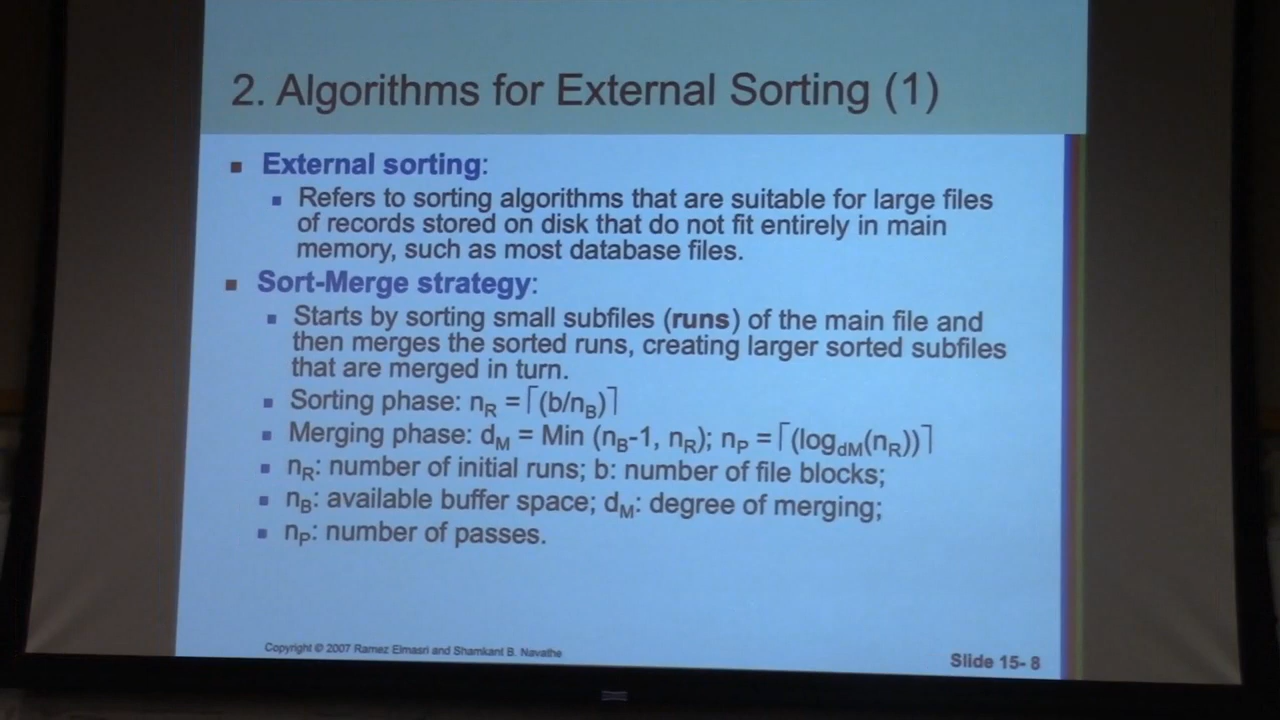 2. Algorithms for External Sorting (1)
External sorting:
Refers to sorting algorithms that are suitable for large files
of records stored on disk that do not fit entirely in main
memory, such as most database files.
Sort-Merge strategy:
Starts by sorting small subfiles (runs) of the main file and
then merges the sorted runs, creating larger sorted subfiles
that are merged in turn.
Sorting phase: nR = ⌈(b/nB)⌉
Merging phase: dM = Min (nB-1, nR); nP = ⌈(logdM(nR))⌉
nR: number of initial runs; b: number of file blocks;
nB: available buffer space; dM: degree of merging;
nP: number of passes.
Copyright © 2007 Ramez Elmasri and Shamkant B. Navathe
Slide 15- 8